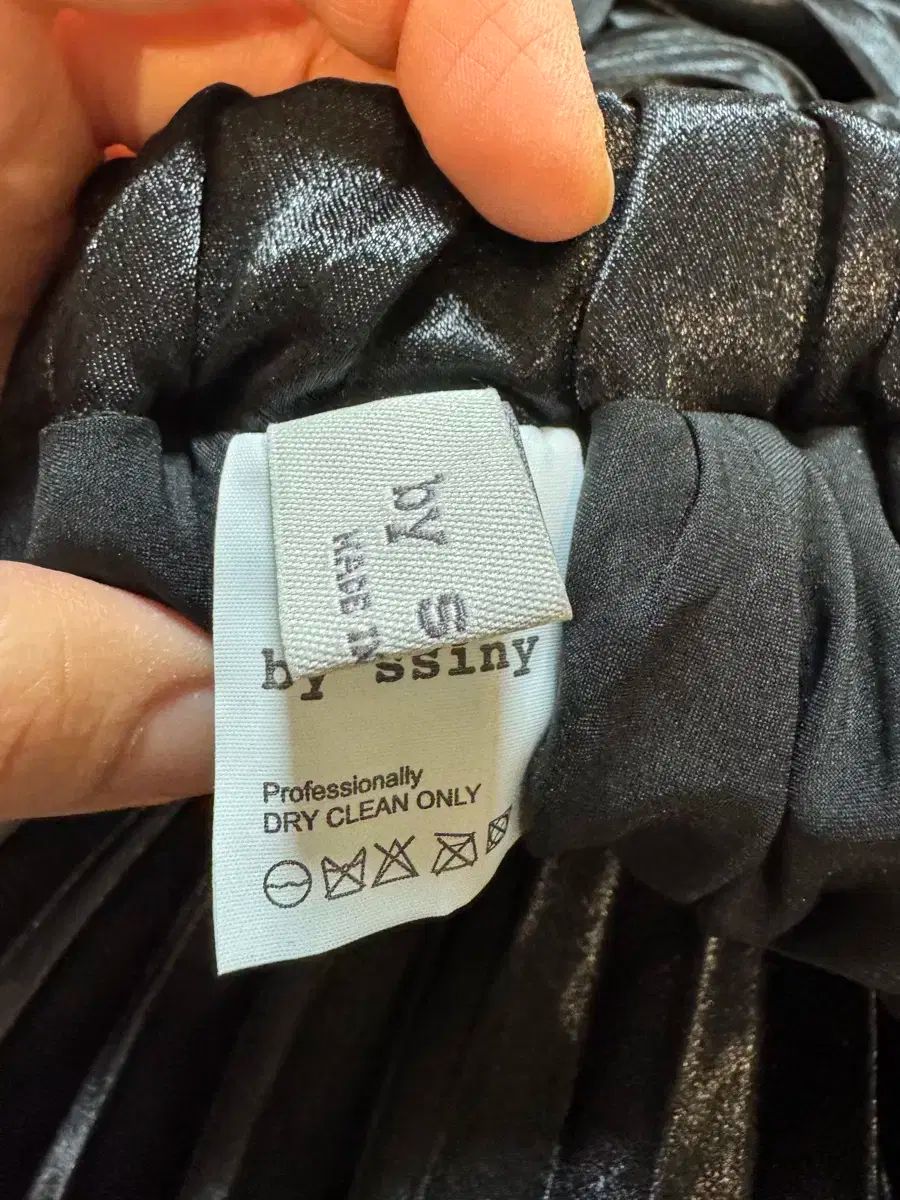 by s
MADE IN
by ssiny
Professionally
DRY CLEAN ONLY